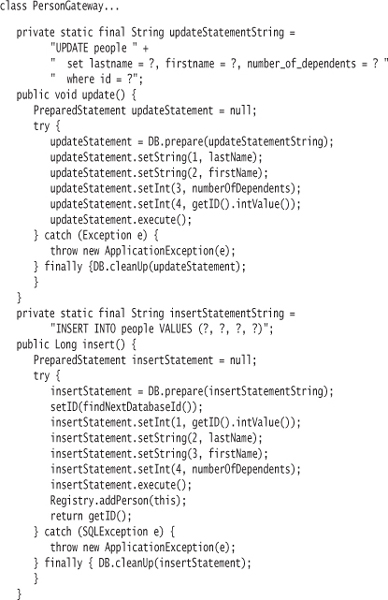 class PersonGateway...
private static final String updateStatementString =
"UPDATE people " +
"  set lastname = ?, firstname = ?, number_of_dependents = ? "
"  where id = ?";
public void update() {
PreparedStatement updateStatement = null;
try {
updateStatement = DB.prepare(updateStatementString);
updateStatement.setString(1, lastName);
updateStatement.setString(2, firstName);
updateStatement.setInt(3, numberOfDependents);
updateStatement.setInt(4, getID().intValue());
updateStatement.execute();
} catch (Exception e) {
throw new ApplicationException(e);
} finally {DB.cleanUp(updateStatement);
}
}
private static final String insertStatementString =
"INSERT INTO people VALUES (?, ?, ?, ?)";
public Long insert() {
PreparedStatement insertStatement = null;
try {
insertStatement = DB.prepare(insertStatementString);
setID(findNextDatabaseId());
insertStatement.setInt(1, getID().intValue());
insertStatement.setString(2, lastName);
insertStatement.setString(3, firstName);
insertStatement.setInt(4, numberOfDependents);
insertStatement.execute();
Registry.addPerson(this);
return getID();
} catch (SQLException e) {
throw new ApplicationException(e);
} finally { DB.cleanUp(insertStatement);
}
}